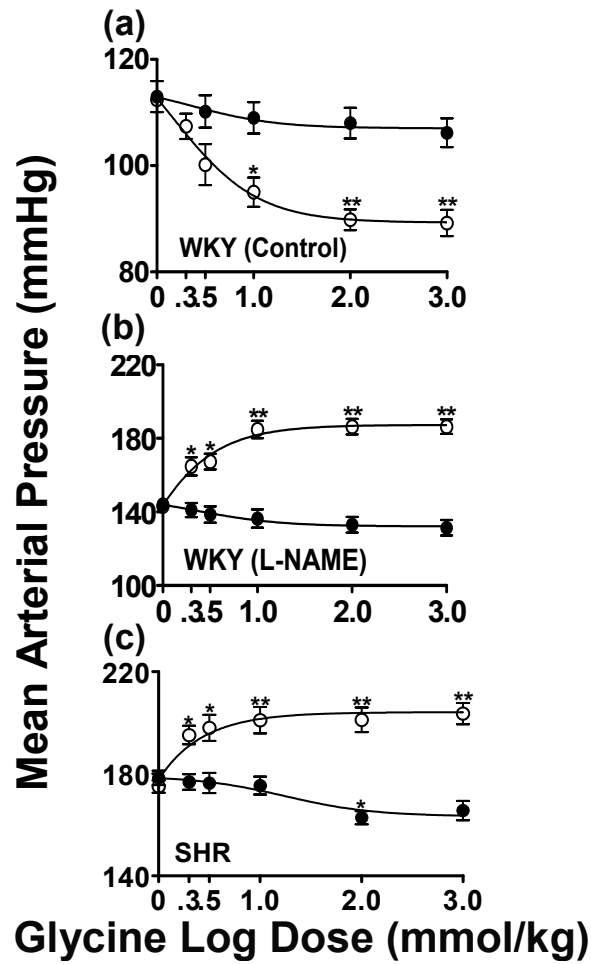 Mean Arterial Pressure (mmHg)
(a)
120
100
80
*
**
**
WKY (Control)
0 .3 .5 1.0 2.0 3.0
(b)
220
180
140
100
*
*
**
**
**
WKY (L-NAME)
0 .3 .5 1.0 2.0 3.0
(c)
220
180
140
*
*
**
**
**
*
SHR
0 .3 .5 1.0 2.0 3.0
Glycine Log Dose (mmol/kg)